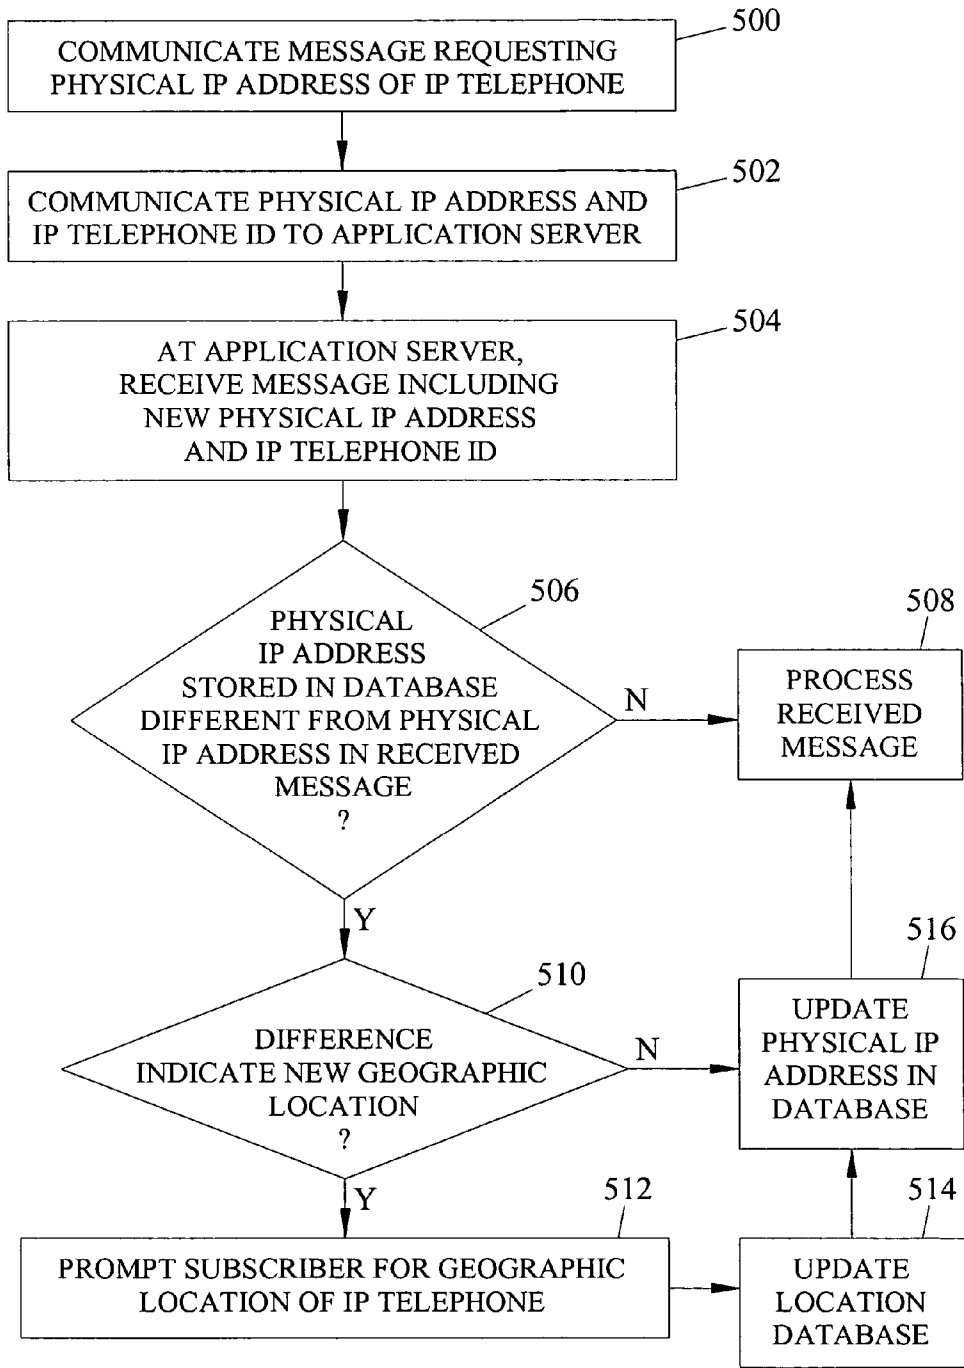 500
COMMUNICATE MESSAGE REQUESTING
PHYSICAL IP ADDRESS OF IP TELEPHONE
502
COMMUNICATE PHYSICAL IP ADDRESS AND
IP TELEPHONE ID TO APPLICATION SERVER
504
AT APPLICATION SERVER,
RECEIVE MESSAGE INCLUDING
NEW PHYSICAL IP ADDRESS
AND IP TELEPHONE ID
506
PHYSICAL
IP ADDRESS
STORED IN DATABASE
DIFFERENT FROM PHYSICAL
IP ADDRESS IN RECEIVED
MESSAGE
?
N
508
PROCESS
RECEIVED
MESSAGE
Y
510
DIFFERENCE
INDICATE NEW GEOGRAPHIC
LOCATION
?
N
516
UPDATE
PHYSICAL IP
ADDRESS IN
DATABASE
Y
512
PROMPT SUBSCRIBER FOR GEOGRAPHIC
LOCATION OF IP TELEPHONE
514
UPDATE
LOCATION
DATABASE